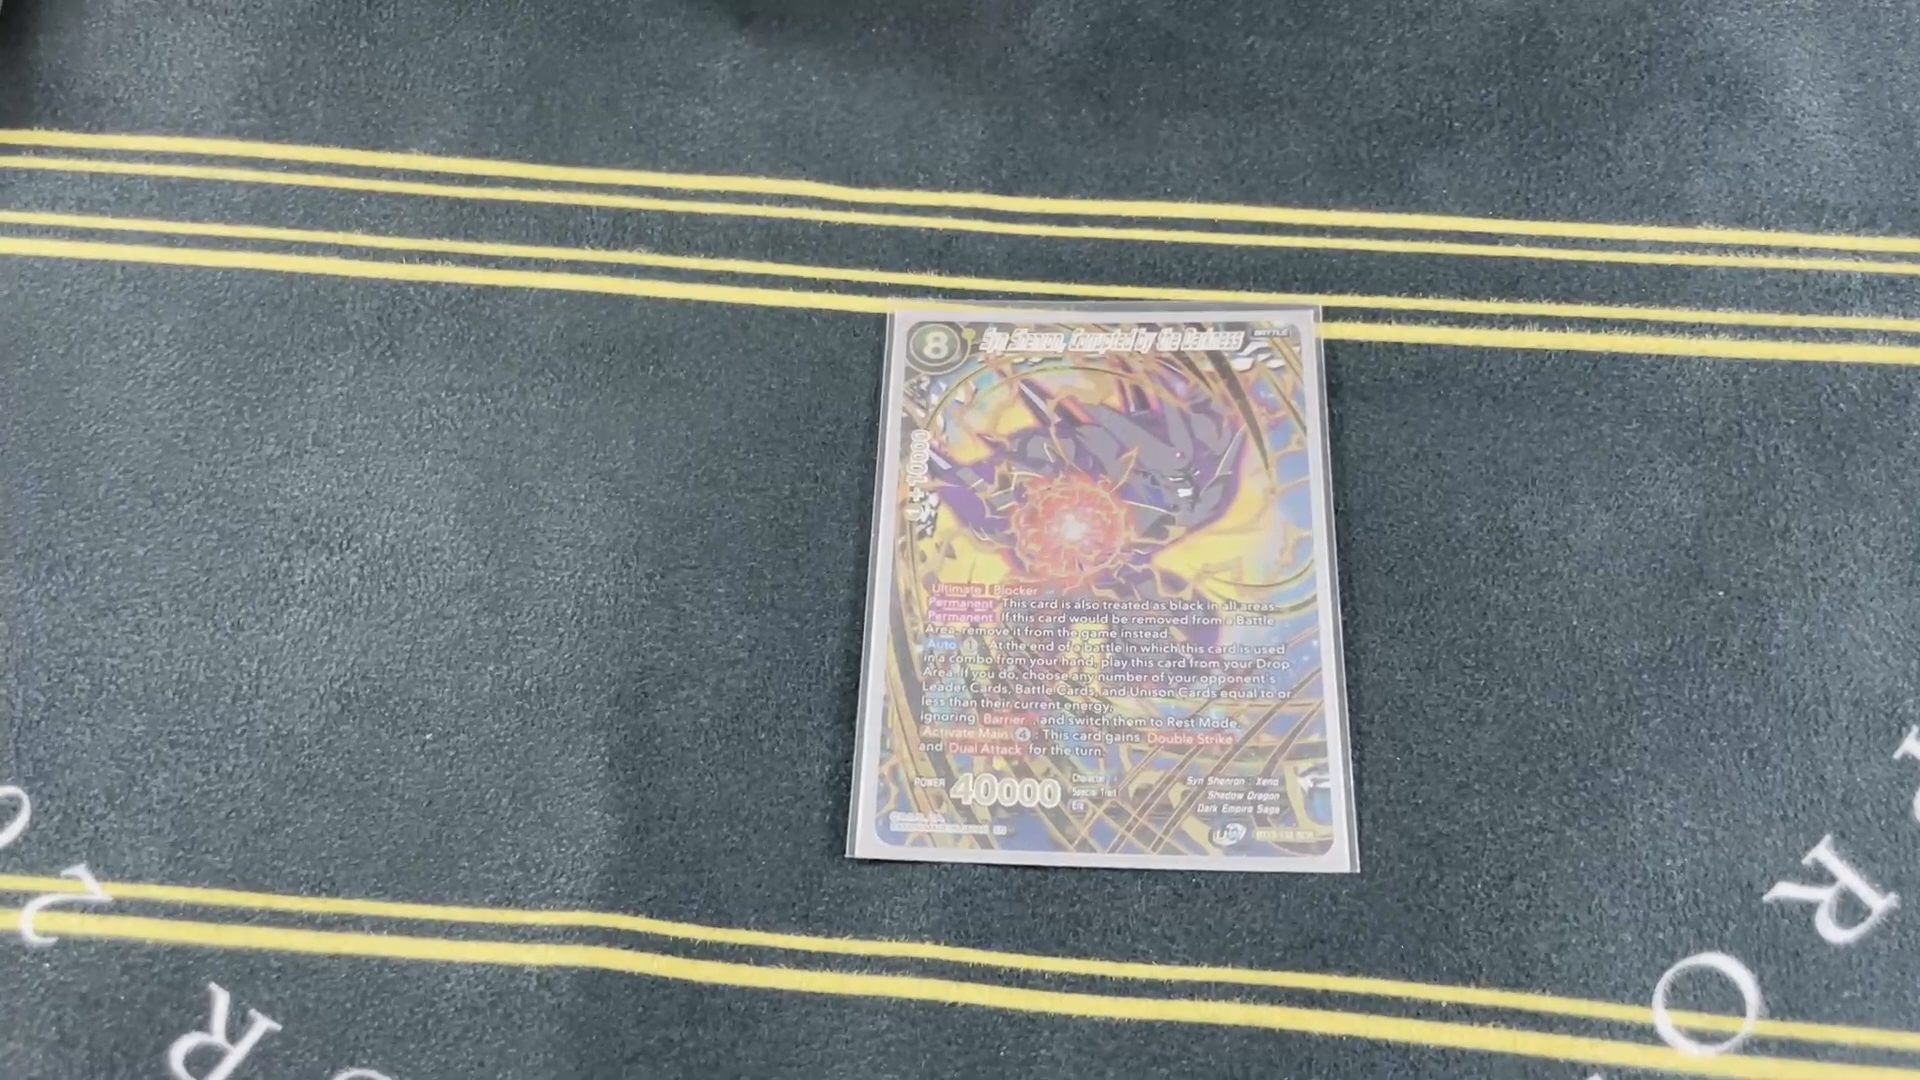 8
Syn Shenron, Corrupted by the Darkness
BATTLE
1 +10000
Ultimate Blocker
Permanent This card is also treated as black in all areas.
Permanent If this card would be removed from a Battle
Area, remove it from the game instead.
Auto 1 : At the end of a battle in which this card is used
in a combo from your hand, play this card from your Drop
Area. If you do, choose any number of your opponent's
Leader Cards, Battle Cards, and Unison Cards equal to or
less than their current energy,
ignoring Barrier, and switch them to Rest Mode.
Activate Main 4 : This card gains Double Strike
and Dual Attack for the turn.
POWER 40000
Character Syn Shenron : Xeno
Special Trait Shadow Dragon
Era Dark Empire Saga
R
O
R